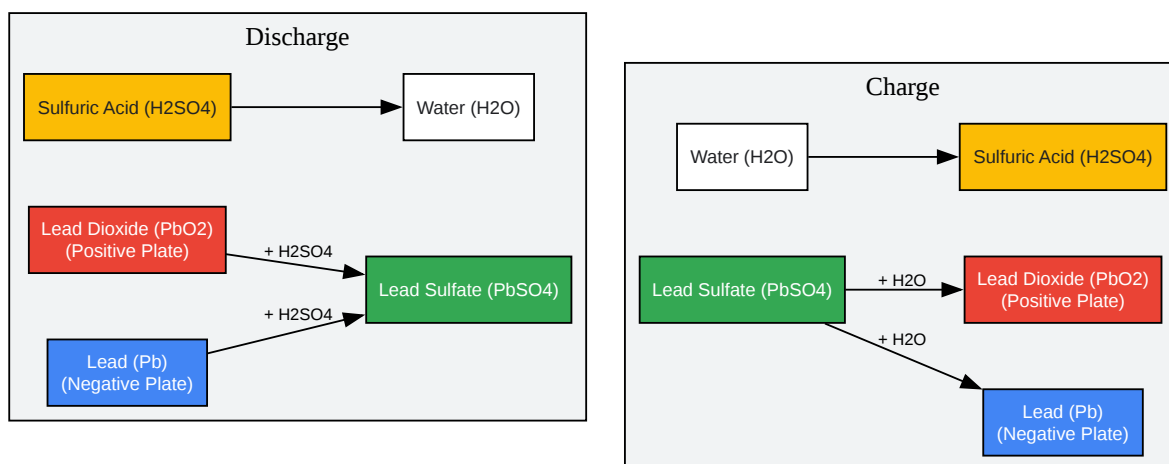 Discharge
Sulfuric Acid (H2SO4)
Water (H2O)
Lead Dioxide (PbO2)
(Positive Plate)
+ H2SO4
Lead Sulfate (PbSO4)
+ H2SO4
Lead (Pb)
(Negative Plate)
Charge
Water (H2O)
Sulfuric Acid (H2SO4)
Lead Sulfate (PbSO4)
+ H2O
Lead Dioxide (PbO2)
(Positive Plate)
+ H2O
Lead (Pb)
(Negative Plate)